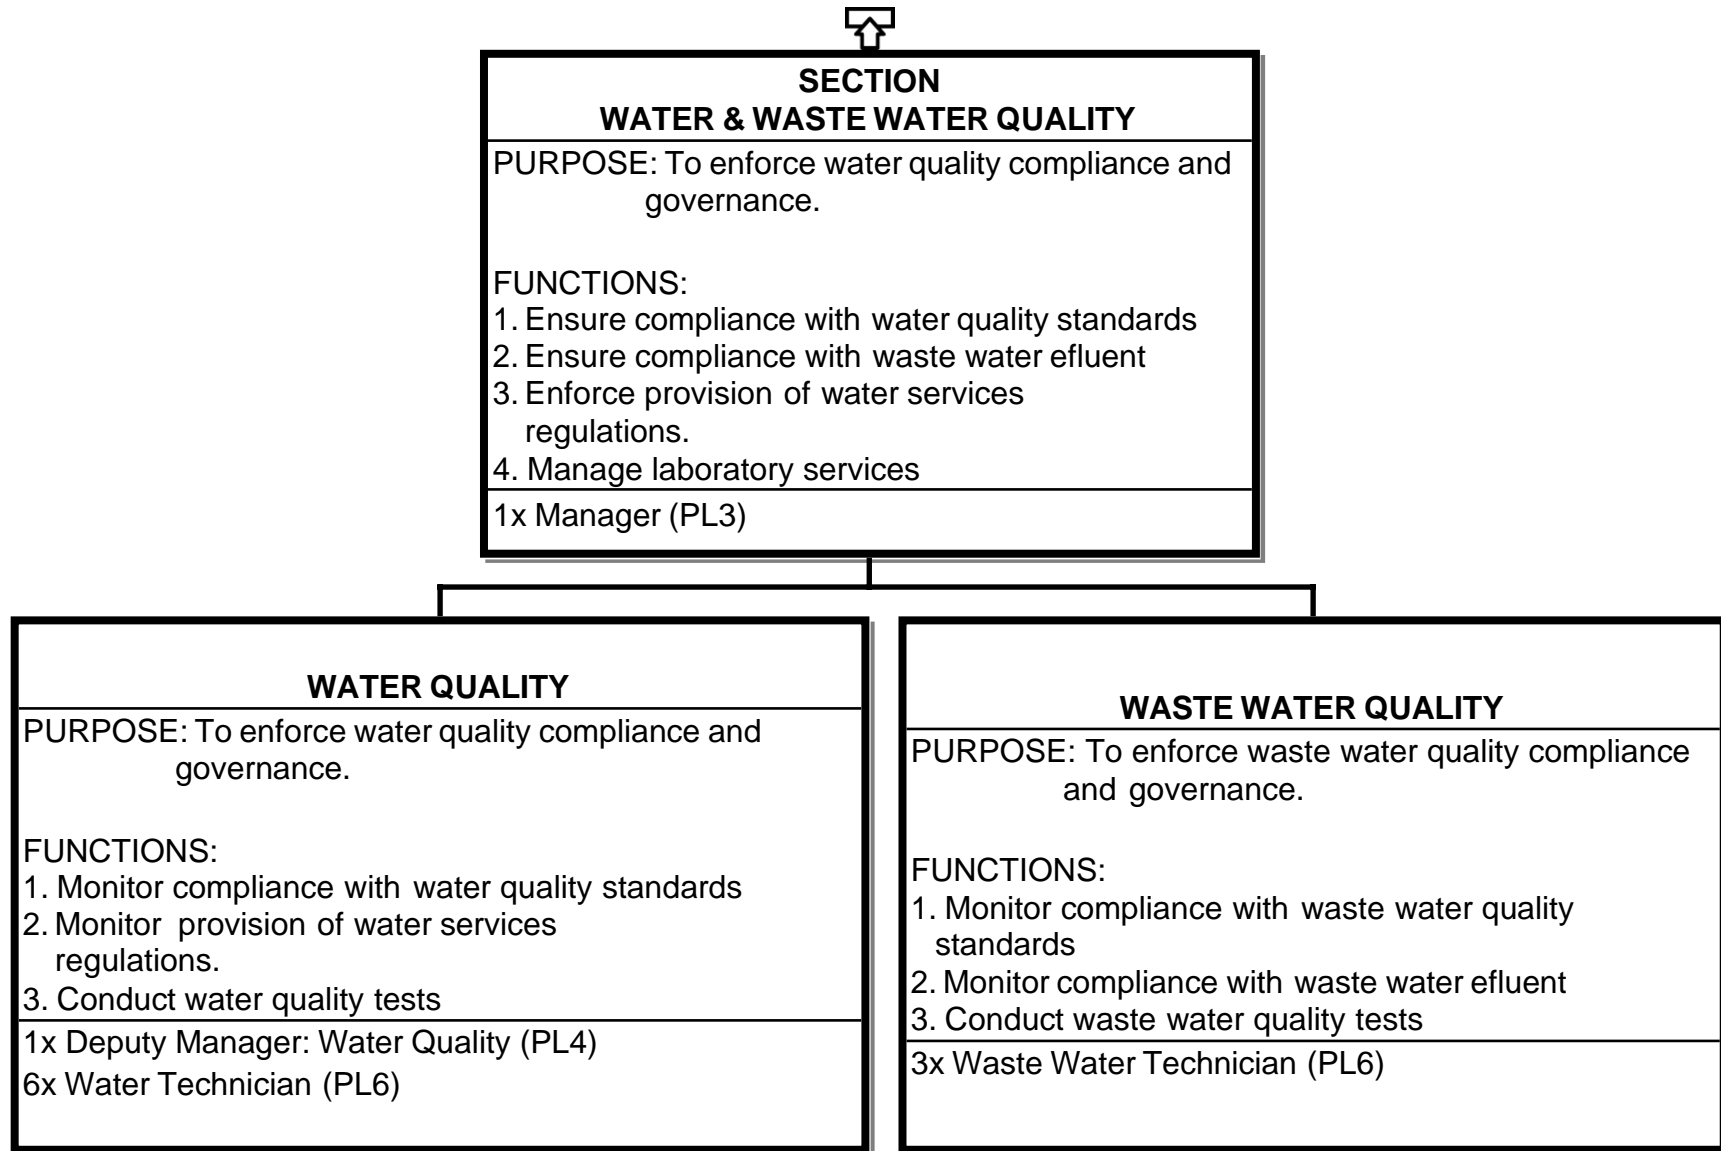 SECTION
WATER & WASTE WATER QUALITY
PURPOSE: To enforce water quality compliance and
governance.
FUNCTIONS:
1. Ensure compliance with water quality standards
2. Ensure compliance with waste water efluent
3. Enforce provision of water services
regulations.
4. Manage laboratory services
1x Manager (PL3)
WATER QUALITY
PURPOSE: To enforce water quality compliance and
governance.
FUNCTIONS:
1. Monitor compliance with water quality standards
2. Monitor provision of water services
regulations.
3. Conduct water quality tests
1x Deputy Manager: Water Quality (PL4)
6x Water Technician (PL6)
WASTE WATER QUALITY
PURPOSE: To enforce waste water quality compliance
and governance.
FUNCTIONS:
1. Monitor compliance with waste water quality
standards
2. Monitor compliance with waste water efluent
3. Conduct waste water quality tests
3x Waste Water Technician (PL6)